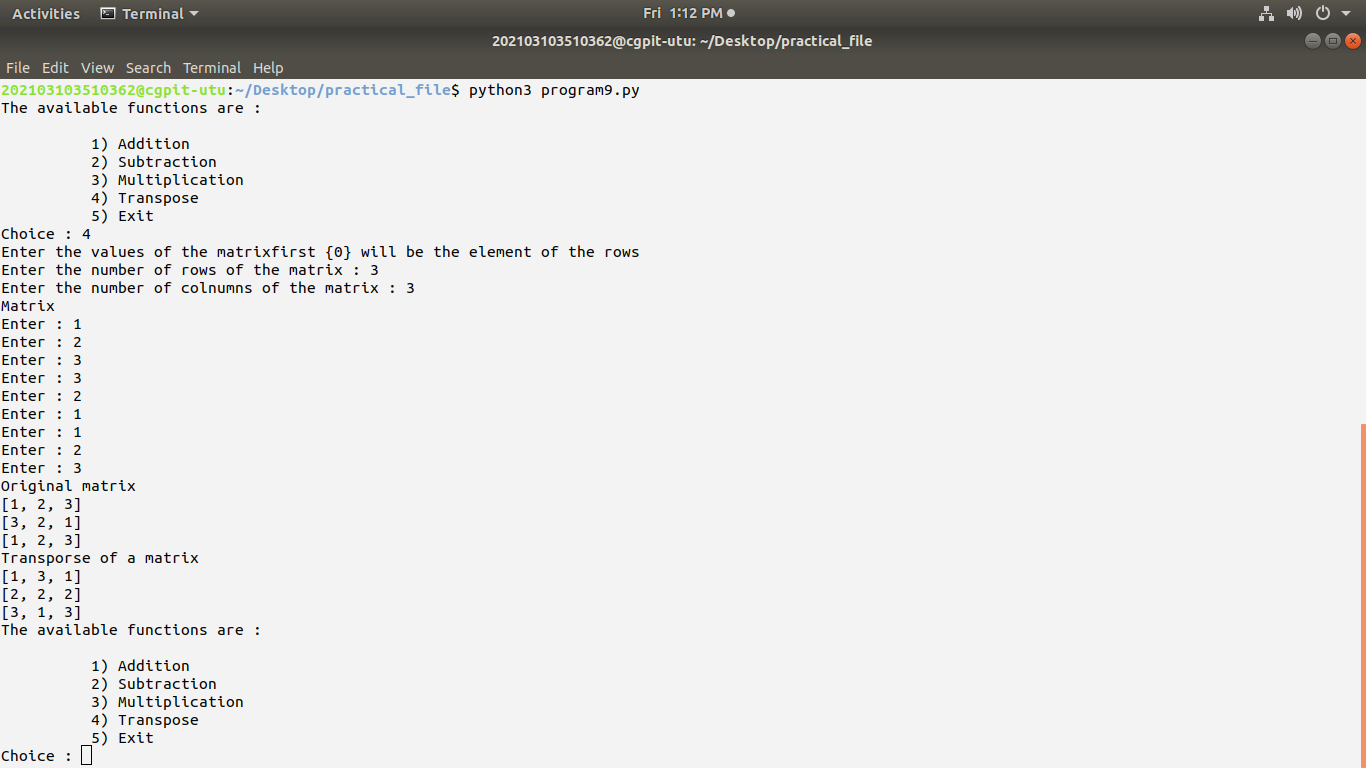 Activities Terminal Fri 1:12 PM
202103103510362@cgpit-utu: ~/Desktop/practical_file
File Edit View Search Terminal Help
202103103510362@cgpit-utu:~/Desktop/practical_file$ python3 program9.py
The available functions are :
1) Addition
2) Subtraction
3) Multiplication
4) Transpose
5) Exit
Choice : 4
Enter the values of the matrixfirst {0} will be the element of the rows
Enter the number of rows of the matrix : 3
Enter the number of colnumns of the matrix : 3
Matrix
Enter : 1
Enter : 2
Enter : 3
Enter : 3
Enter : 2
Enter : 1
Enter : 1
Enter : 2
Enter : 3
Original matrix
[1, 2, 3]
[3, 2, 1]
[1, 2, 3]
Transporse of a matrix
[1, 3, 1]
[2, 2, 2]
[3, 1, 3]
The available functions are :
1) Addition
2) Subtraction
3) Multiplication
4) Transpose
5) Exit
Choice :